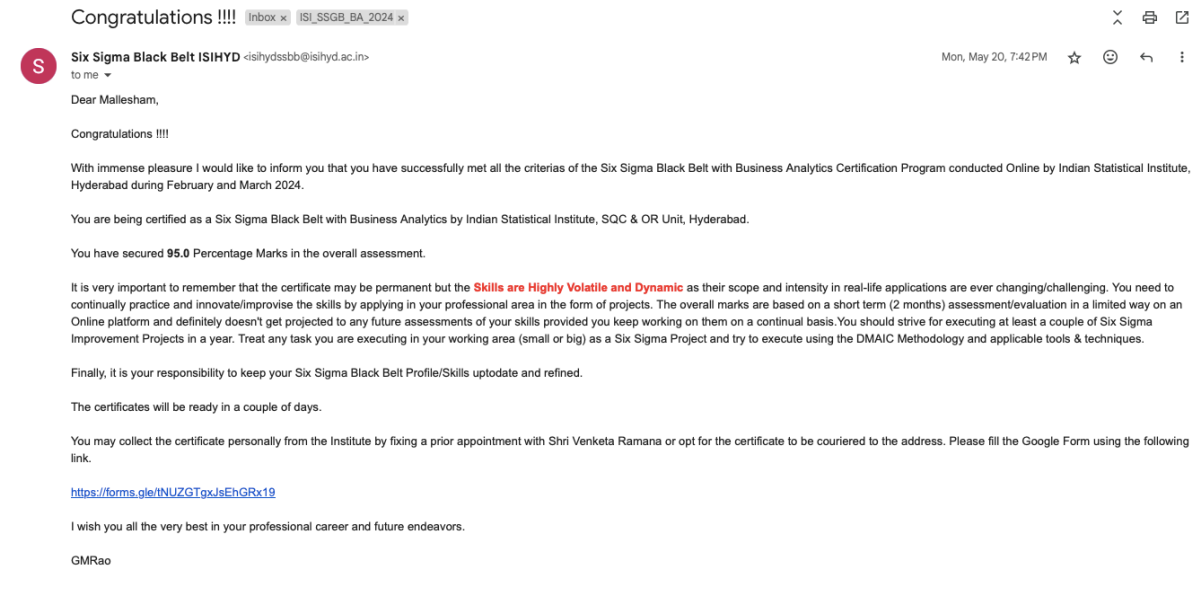 Congratulations !!!! Inbox × ISI_SSGB_BA_2024 ×
S
Six Sigma Black Belt ISIHYD <isihydssbb@isihyd.ac.in> Mon, May 20, 7:42 PM
to me
Dear Mallesham,
Congratulations !!!!
With immense pleasure I would like to inform you that you have successfully met all the criterias of the Six Sigma Black Belt with Business Analytics Certification Program conducted Online by Indian Statistical Institute,
Hyderabad during February and March 2024.
You are being certified as a Six Sigma Black Belt with Business Analytics by Indian Statistical Institute, SQC & OR Unit, Hyderabad.
You have secured 95.0 Percentage Marks in the overall assessment.
It is very important to remember that the certificate may be permanent but the Skills are Highly Volatile and Dynamic as their scope and intensity in real-life applications are ever changing/challenging. You need to
continually practice and innovate/improvise the skills by applying in your professional area in the form of projects. The overall marks are based on a short term (2 months) assessment/evaluation in a limited way on an
Online platform and definitely doesn't get projected to any future assessments of your skills provided you keep working on them on a continual basis.You should strive for executing at least a couple of Six Sigma
Improvement Projects in a year. Treat any task you are executing in your working area (small or big) as a Six Sigma Project and try to execute using the DMAIC Methodology and applicable tools & techniques.
Finally, it is your responsibility to keep your Six Sigma Black Belt Profile/Skills uptodate and refined.
The certificates will be ready in a couple of days.
You may collect the certificate personally from the Institute by fixing a prior appointment with Shri Venketa Ramana or opt for the certificate to be couriered to the address. Please fill the Google Form using the following
link.
https://forms.gle/tNUZGTgxJsEhGRx19
I wish you all the very best in your professional career and future endeavors.
GMRao